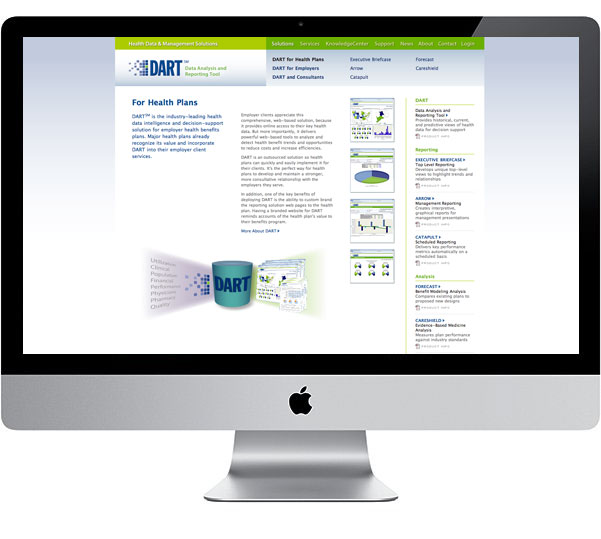 Health Data & Management Solutions
Solutions Services KnowledgeCenter Support News About Contact Login
DART™ Data Analysis and
Reporting Tool
DART for Health Plans
DART for Employers
DART and Consultants
Executive Briefcase
Arrow
Catapult
Forecast
Careshield
For Health Plans
DART™ is the industry-leading health
data intelligence and decision-support
solution for employer health benefits
plans. Major health plans already
recognize its value and incorporate
DART into their employer client
services.
Employer clients appreciate this
comprehensive, web-based solution, because
it provides online access to their key health
data. But more importantly, it delivers
powerful web-based tools to analyze and
detect health benefit trends and opportunities
to reduce costs and increase efficiencies.
DART is an outsourced solution so health
plans can quickly and easily implement it for
their clients. It's the perfect way for health
plans to develop and maintain a stronger,
more consultative relationship with the
employers they serve.
In addition, one of the key benefits of
deploying DART is the ability to custom brand
the reporting solution web pages to the health
plan. Having a branded website for DART
reminds accounts of the health plan's value to
their benefits program.
More About DART
Utilization
Clinical
Population
Financial
Performance
Physician
Pharmacy
Quality
DART
DART
Data Analysis and
Reporting Tool
Provides historical, current,
and predictive views of health
data for decision support
PRODUCT INFO
Reporting
EXECUTIVE BRIEFCASE
Top Level Reporting
Develops unique top-level
views to highlight trends and
relationships
PRODUCT INFO
ARROW
Management Reporting
Creates interpretive,
graphical reports for
management presentations
PRODUCT INFO
CATAPULT
Scheduled Reporting
Delivers key performance
metrics automatically on a
scheduled basis
PRODUCT INFO
Analysis
FORECAST
Benefit Modeling Analysis
Compares existing plans to
proposed new designs
PRODUCT INFO
CARESHIELD
Evidence-Based Medicine
Analysis
Measures plan performance
against industry standards
PRODUCT INFO